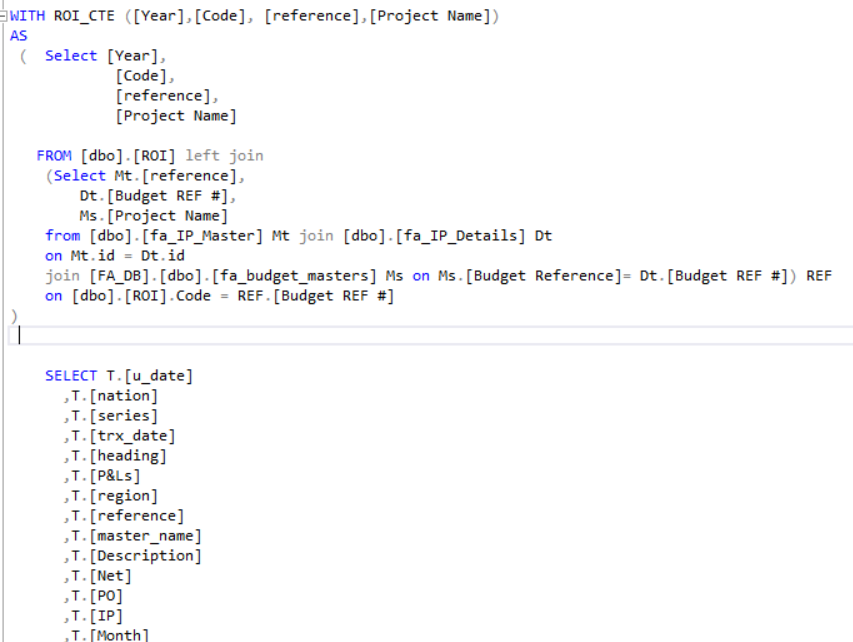 WITH ROI_CTE ([Year],[Code], [reference],[Project Name])
AS
( Select [Year],
[Code],
[reference],
[Project Name]
FROM [dbo].[ROI] left join
(Select Mt.[reference],
Dt.[Budget REF #],
Ms.[Project Name]
from [dbo].[fa_IP_Master] Mt join [dbo].[fa_IP_Details] Dt
on Mt.id = Dt.id
join [FA_DB].[dbo].[fa_budget_masters] Ms on Ms.[Budget Reference]= Dt.[Budget REF #]) REF
on [dbo].[ROI].Code = REF.[Budget REF #]
)
SELECT T.[u_date]
,T.[nation]
,T.[series]
,T.[trx_date]
,T.[heading]
,T.[P&Ls]
,T.[region]
,T.[reference]
,T.[master_name]
,T.[Description]
,T.[Net]
,T.[PO]
,T.[IP]
,T.[Month]